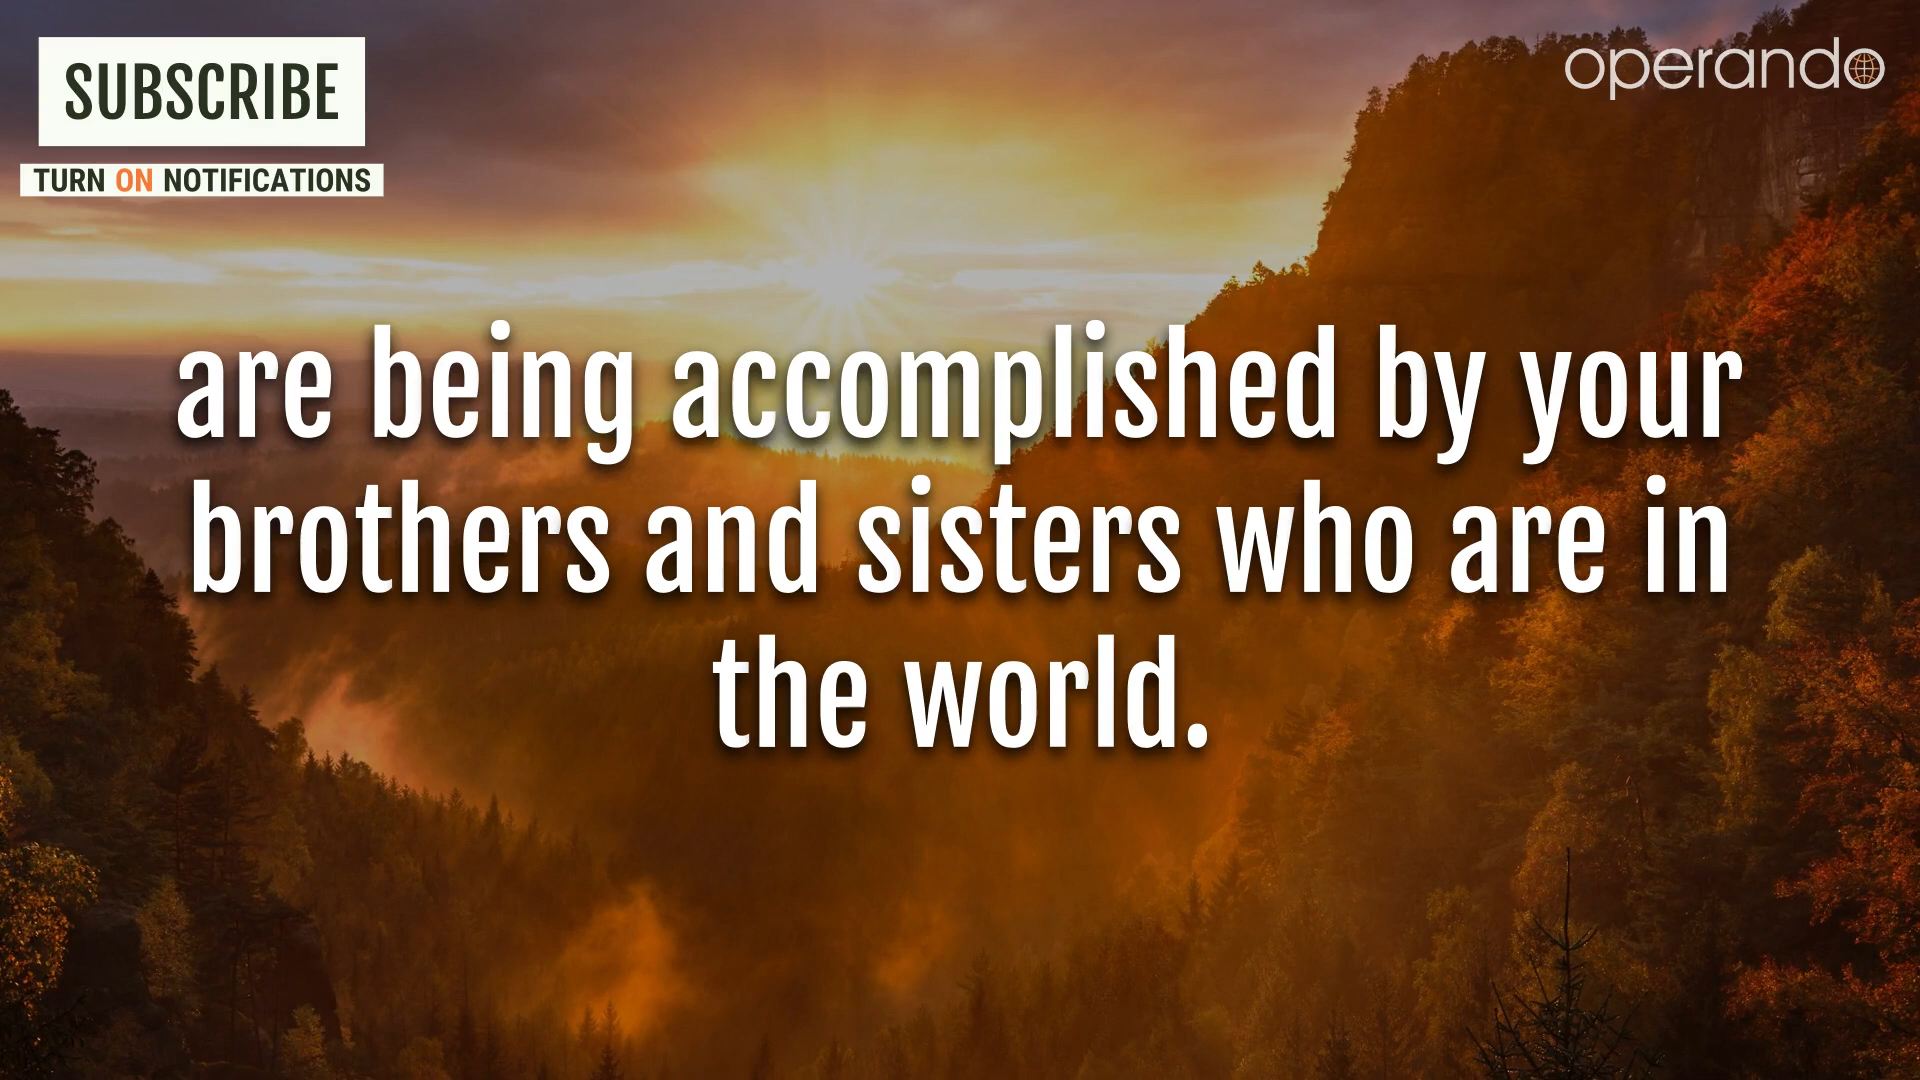 SUBSCRIBE
TURN ON NOTIFICATIONS
operando
are being accomplished by your
brothers and sisters who are in
the world.